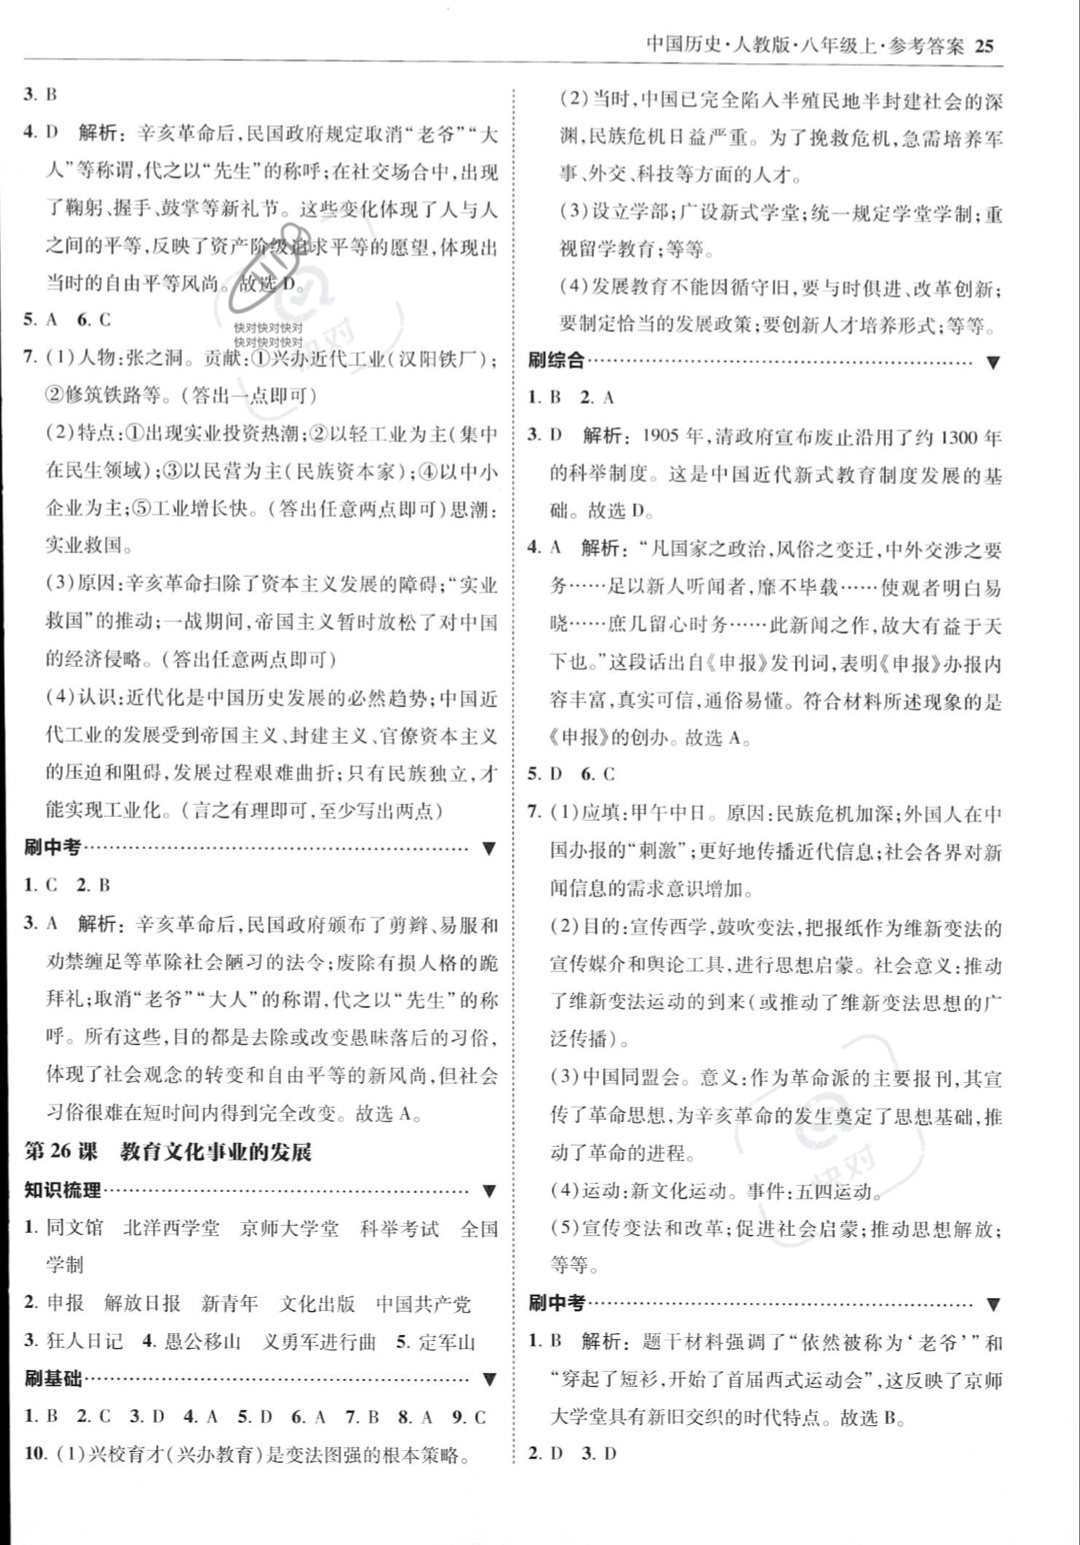 中国历史·人教版·八年级上·参考答案 25
3. B
4. D 解析：辛亥革命后,民国政府规定取消“老爷”“大
人”等称谓,代之以“先生”的称呼;在社交场合中,出现
了鞠躬、握手、鼓掌等新礼节。这些变化体现了人与人
之间的平等,反映了资产阶级追求平等的愿望,体现出
当时的自由平等风尚。故选 D。
5. A 6. C
快对快对快对
快对快对快对
7. (1)人物:张之洞。贡献:①兴办近代工业(汉阳铁厂);
②修筑铁路等。(答出一点即可)
(2)特点:①出现实业投资热潮;②以轻工业为主(集中
在民生领域);③以民营为主(民族资本家);④以中小
企业为主;⑤工业增长快。(答出任意两点即可)思潮:
实业救国。
(3)原因:辛亥革命扫除了资本主义发展的障碍;“实业
救国”的推动;一战期间,帝国主义暂时放松了对中国
的经济侵略。(答出任意两点即可)
(4)认识:近代化是中国历史发展的必然趋势;中国近
代工业的发展受到帝国主义、封建主义、官僚资本主义
的压迫和阻碍,发展过程艰难曲折;只有民族独立,才
能实现工业化。(言之有理即可,至少写出两点)
刷中考
1. C 2. B
3. A 解析：辛亥革命后,民国政府颁布了剪辫、易服和
劝禁缠足等革除社会陋习的法令;废除有损人格的跪
拜礼;取消“老爷”“大人”的称谓,代之以“先生”的称
呼。所有这些,目的都是去除或改变愚昧落后的习俗,
体现了社会观念的转变和自由平等的新风尚,但社会
习俗很难在短时间内得到完全改变。故选 A。
第 26 课 教育文化事业的发展
知识梳理
1. 同文馆 北洋西学堂 京师大学堂 科举考试 全国
学制
2. 申报 解放日报 新青年 文化出版 中国共产党
3. 狂人日记 4. 愚公移山 义勇军进行曲 5. 定军山
刷基础
1. B 2. C 3. D 4. A 5. D 6. A 7. B 8. A 9. C
10. (1)兴校育才(兴办教育)是变法图强的根本策略。
(2)当时,中国已完全陷入半殖民地半封建社会的深
渊,民族危机日益严重。为了挽救危机,急需培养军
事、外交、科技等方面的人才。
(3)设立学部;广设新式学堂;统一规定学堂学制;重
视留学教育;等等。
(4)发展教育不能因循守旧,要与时俱进、改革创新;
要制定恰当的发展政策;要创新人才培养形式;等等。
刷综合
1. B 2. A
3. D 解析：1905 年,清政府宣布废止沿用了约 1300 年
的科举制度。这是中国近代新式教育制度发展的基
础。故选 D。
4. A 解析：“凡国家之政治,风俗之变迁,中外交涉之要
务……足以新人听闻者,靡不毕载……使观者明白易
晓……庶几留心时务……此新闻之作,故大有益于天
下也。”这段话出自《申报》发刊词,表明《申报》办报内
容丰富,真实可信,通俗易懂。符合材料所述现象的是
《申报》的创办。故选 A。
5. D 6. C
7. (1)应填:甲午中日。原因:民族危机加深;外国人在中
国办报的“刺激”;更好地传播近代信息;社会各界对新
闻信息的需求意识增加。
(2)目的:宣传西学,鼓吹变法,把报纸作为维新变法的
宣传媒介和舆论工具,进行思想启蒙。社会意义:推动
了维新变法运动的到来(或推动了维新变法思想的广
泛传播)。
(3)中国同盟会。意义:作为革命派的主要报刊,其宣
传了革命思想,为辛亥革命的发生奠定了思想基础,推
动了革命的进程。
(4)运动:新文化运动。事件:五四运动。
(5)宣传变法和改革;促进社会启蒙;推动思想解放;
等等。
刷中考
1. B 解析：题干材料强调了“依然被称为‘老爷’”和
“穿起了短衫,开始了首届西式运动会”,这反映了京师
大学堂具有新旧交织的时代特点。故选 B。
2. D 3. D
快对
快对